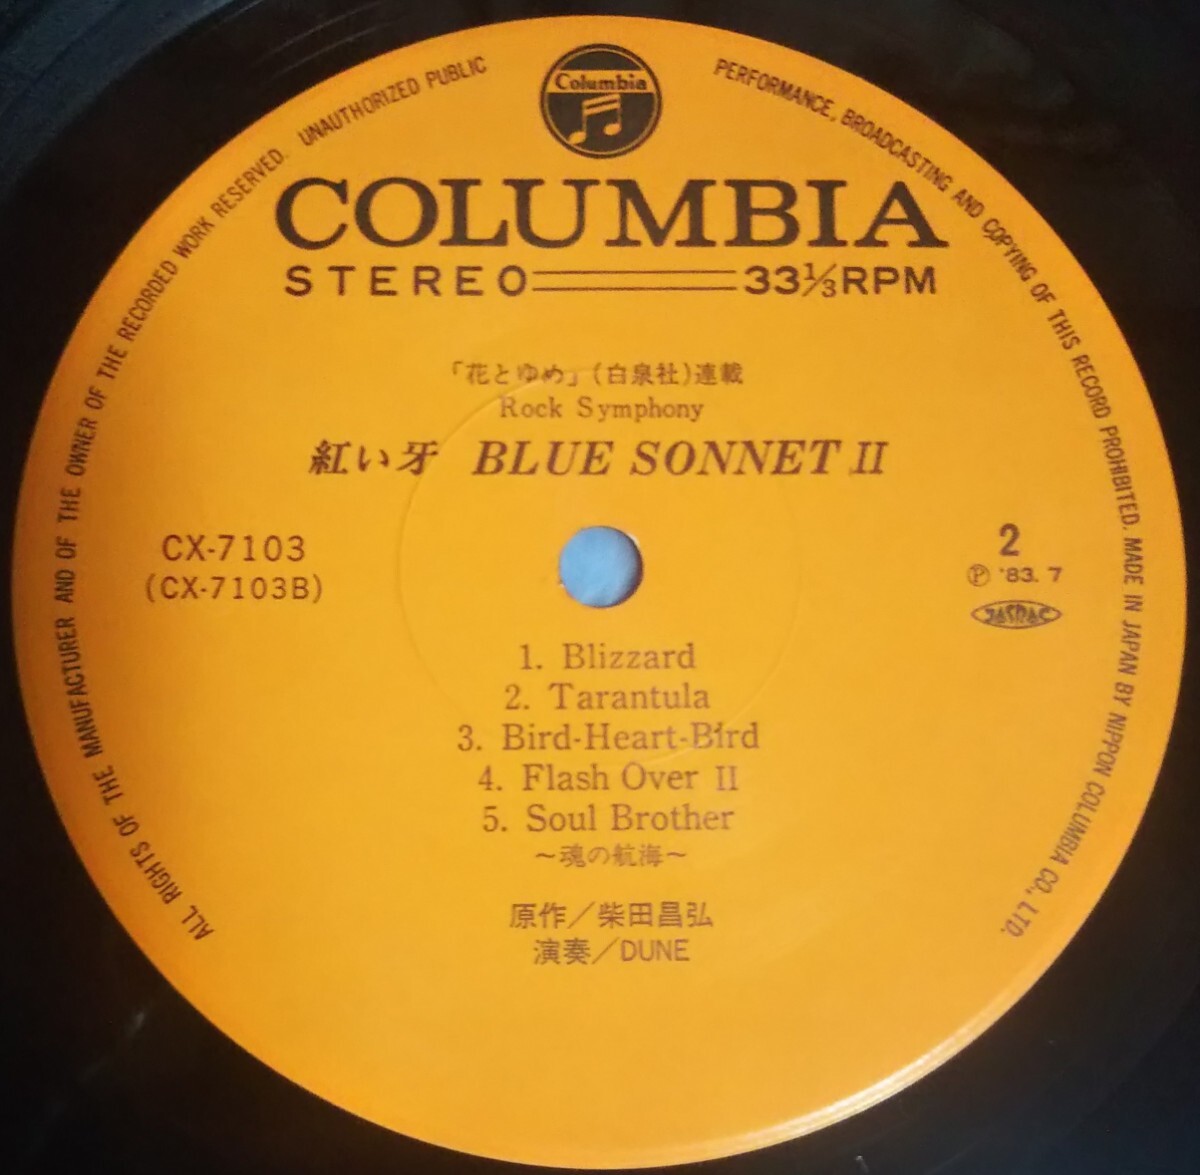 Columbia
COLUMBIA
STEREO 33⅓RPM
「花とゆめ」(白泉社)連載
Rock Symphony
紅い牙 BLUE SONNET II
CX-7103
(CX-7103B)
2
Ⓟ '83. 7
JASRAC
1. Blizzard
2. Tarantula
3. Bird-Heart-Bird
4. Flash Over II
5. Soul Brother
～魂の航海～
原作／柴田昌弘
演奏／DUNE
ALL RIGHTS OF THE MANUFACTURER AND OF THE OWNER OF THE RECORDED WORK RESERVED. UNAUTHORIZED PUBLIC PERFORMANCE, BROADCASTING AND COPYING OF THIS RECORD PROHIBITED. MADE IN JAPAN BY NIPPON COLUMBIA CO., LTD.